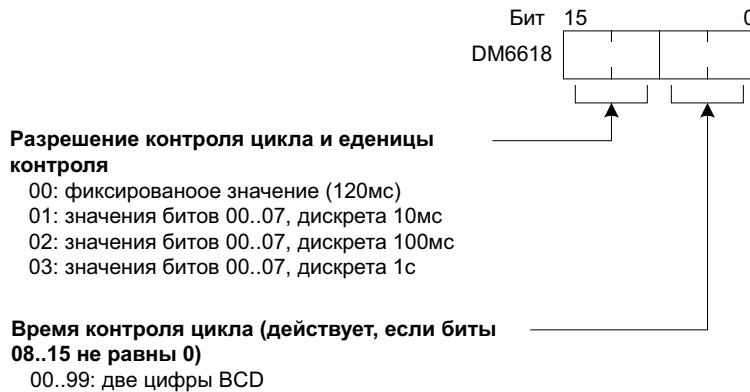 Бит 15 0
DM6618
Разрешение контроля цикла и еденицы
контроля
00: фиксированоое значение (120мс)
01: значения битов 00..07, дискрета 10мс
02: значения битов 00..07, дискрета 100мс
03: значения битов 00..07, дискрета 1с
Время контроля цикла (действует, если биты
08..15 не равны 0)
00..99: две цифры BCD